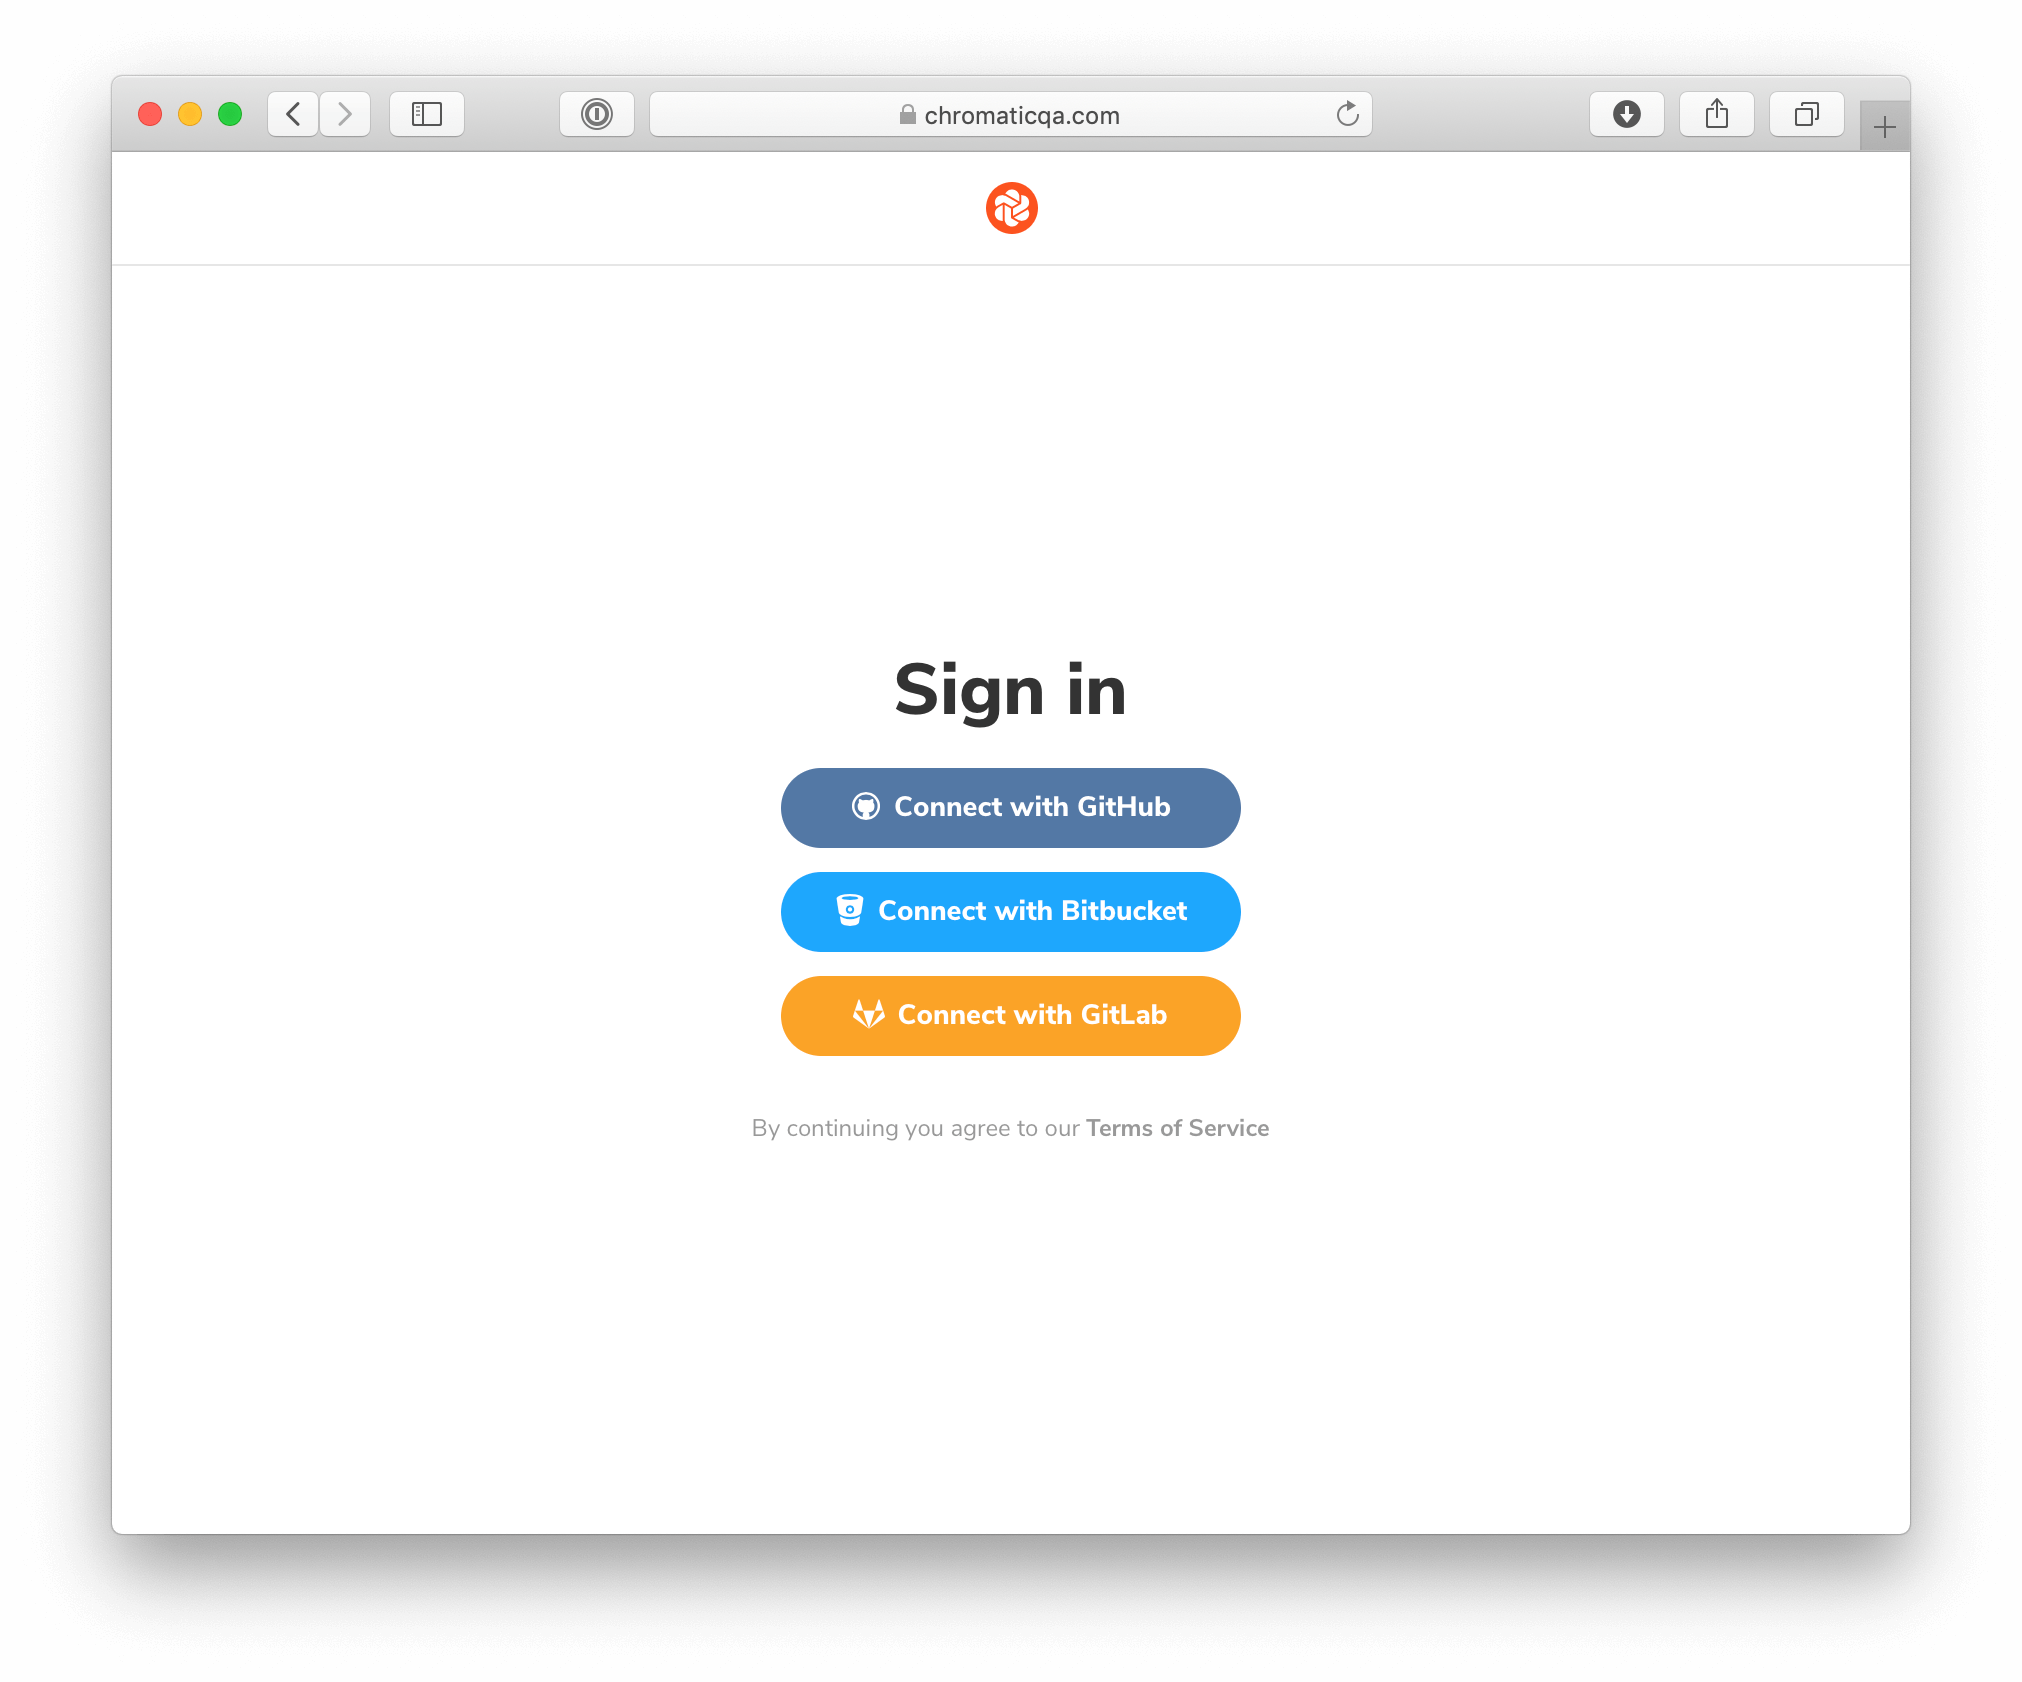 chromaticqa.com
Sign in
Connect with GitHub
Connect with Bitbucket
Connect with GitLab
By continuing you agree to our Terms of Service